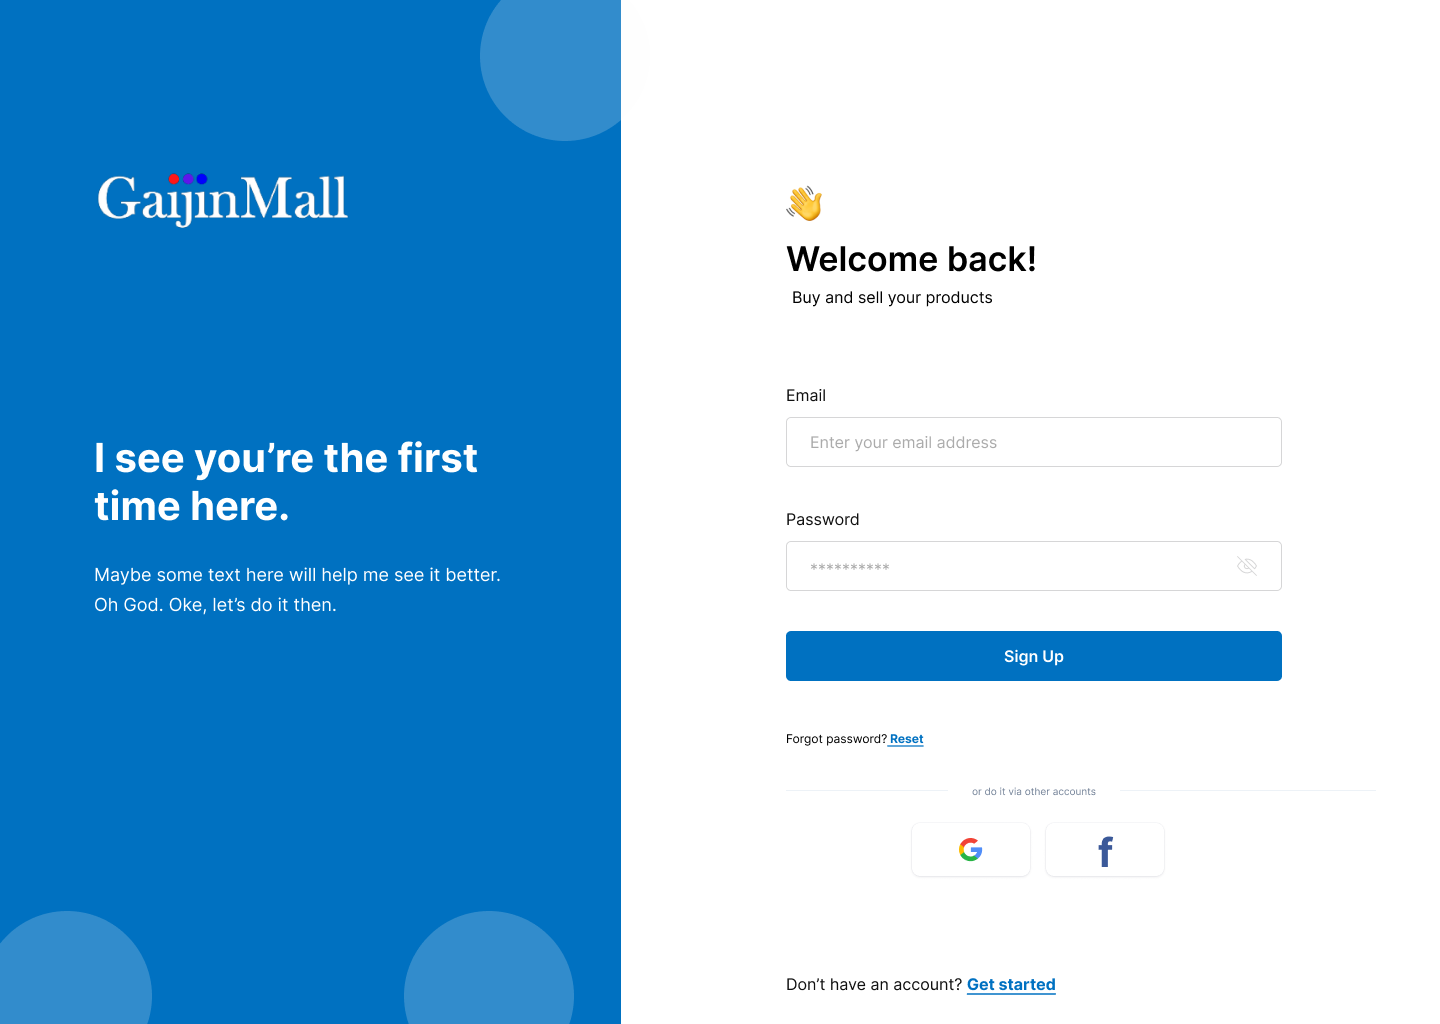 GaijinMall
I see you’re the first
time here.
Maybe some text here will help me see it better.
Oh God. Oke, let’s do it then.
Welcome back!
Buy and sell your products
Email
Enter your email address
Password
**********
Sign Up
Forgot password? Reset
or do it via other accounts
Don’t have an account? Get started